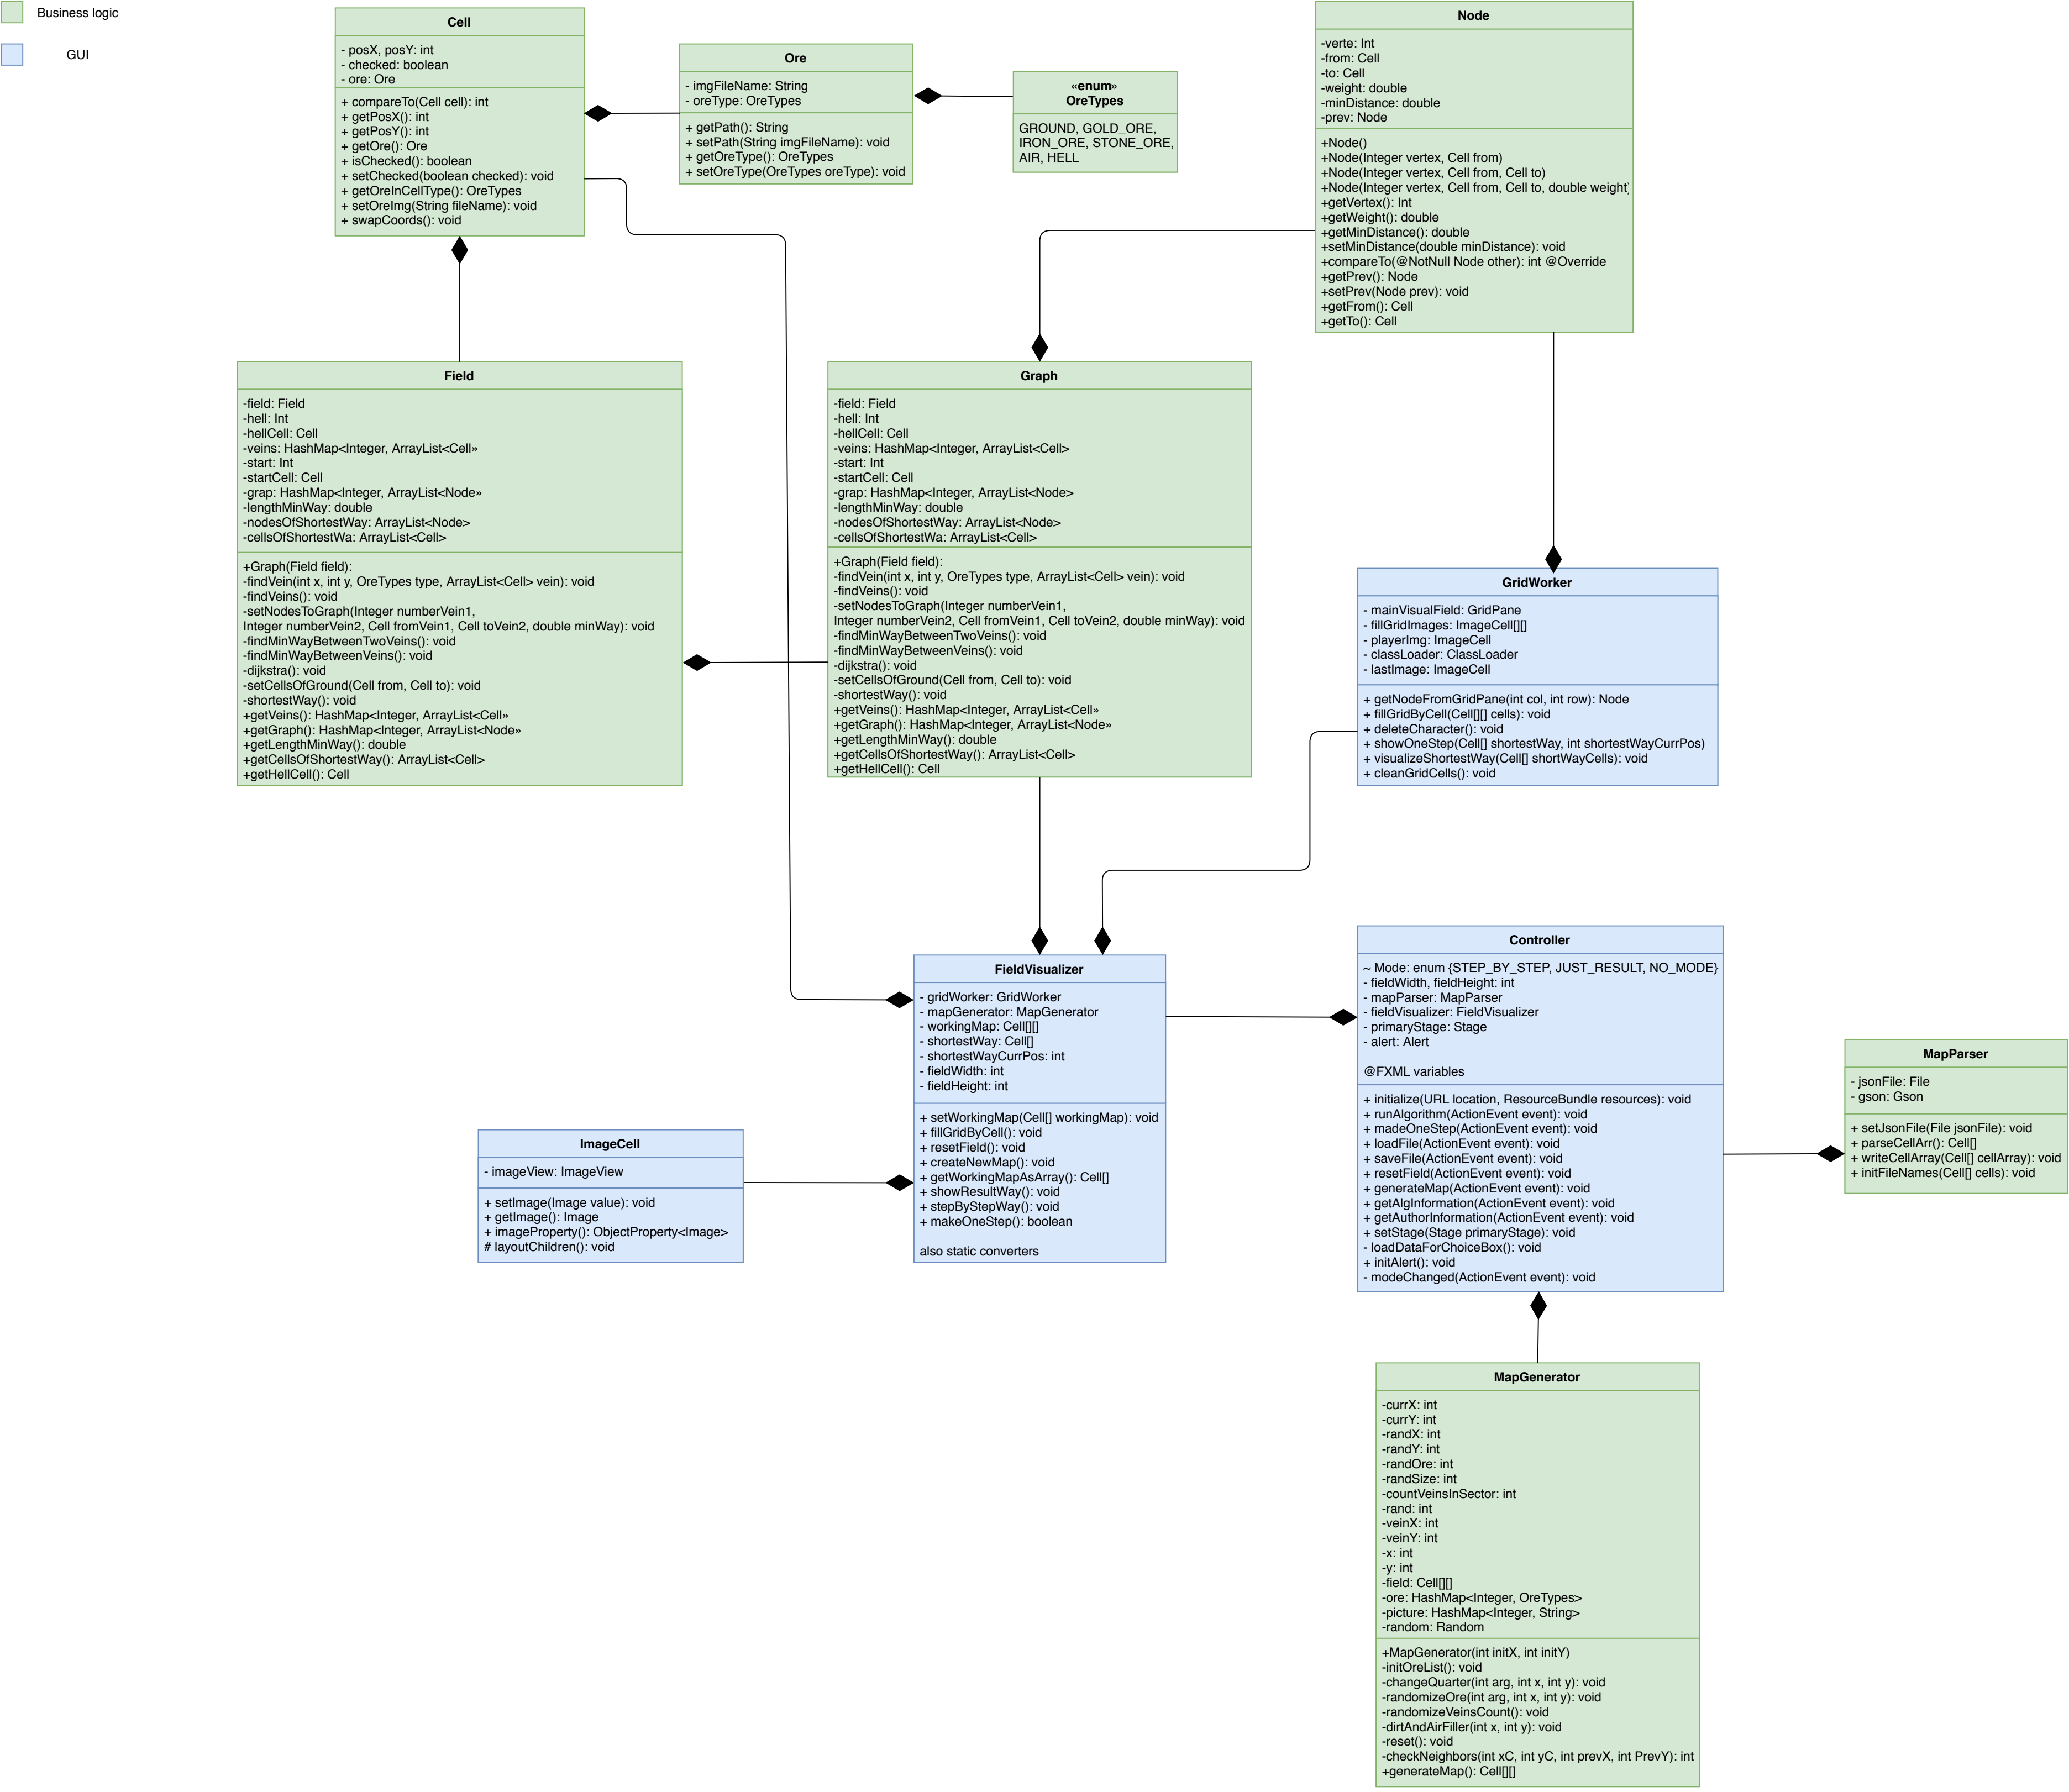 Business logic
GUI
Cell
- posX, posY: int
- checked: boolean
- ore: Ore
+ compareTo(Cell cell): int
+ getPosX(): int
+ getPosY(): int
+ getOre(): Ore
+ isChecked(): boolean
+ setChecked(boolean checked): void
+ getOreInCellType(): OreTypes
+ setOreImg(String fileName): void
+ swapCoords(): void
Ore
- imgFileName: String
- oreType: OreTypes
+ getPath(): String
+ setPath(String imgFileName): void
+ getOreType(): OreTypes
+ setOreType(OreTypes oreType): void
«enum»
OreTypes
GROUND, GOLD_ORE,
IRON_ORE, STONE_ORE,
AIR, HELL
Node
-verte: Int
-from: Cell
-to: Cell
-weight: double
-minDistance: double
-prev: Node
+Node()
+Node(Integer vertex, Cell from)
+Node(Integer vertex, Cell from, Cell to)
+Node(Integer vertex, Cell from, Cell to, double weight)
+getVertex(): Int
+getWeight(): double
+getMinDistance(): double
+setMinDistance(double minDistance): void
+compareTo(@NotNull Node other): int @Override
+getPrev(): Node
+setPrev(Node prev): void
+getFrom(): Cell
+getTo(): Cell
Field
-field: Field
-hell: Int
-hellCell: Cell
-veins: HashMap<Integer, ArrayList<Cell»
-start: Int
-startCell: Cell
-grap: HashMap<Integer, ArrayList<Node»
-lengthMinWay: double
-nodesOfShortestWay: ArrayList<Node>
-cellsOfShortestWa: ArrayList<Cell>
+Graph(Field field):
-findVein(int x, int y, OreTypes type, ArrayList<Cell> vein): void
-findVeins(): void
-setNodesToGraph(Integer numberVein1,
Integer numberVein2, Cell fromVein1, Cell toVein2, double minWay): void
-findMinWayBetweenTwoVeins(): void
-findMinWayBetweenVeins(): void
-dijkstra(): void
-setCellsOfGround(Cell from, Cell to): void
-shortestWay(): void
+getVeins(): HashMap<Integer, ArrayList<Cell»
+getGraph(): HashMap<Integer, ArrayList<Node»
+getLengthMinWay(): double
+getCellsOfShortestWay(): ArrayList<Cell>
+getHellCell(): Cell
Graph
-field: Field
-hell: Int
-hellCell: Cell
-veins: HashMap<Integer, ArrayList<Cell>
-start: Int
-startCell: Cell
-grap: HashMap<Integer, ArrayList<Node>
-lengthMinWay: double
-nodesOfShortestWay: ArrayList<Node>
-cellsOfShortestWa: ArrayList<Cell>
+Graph(Field field):
-findVein(int x, int y, OreTypes type, ArrayList<Cell> vein): void
-findVeins(): void
-setNodesToGraph(Integer numberVein1,
Integer numberVein2, Cell fromVein1, Cell toVein2, double minWay): void
-findMinWayBetweenTwoVeins(): void
-findMinWayBetweenVeins(): void
-dijkstra(): void
-setCellsOfGround(Cell from, Cell to): void
-shortestWay(): void
+getVeins(): HashMap<Integer, ArrayList<Cell»
+getGraph(): HashMap<Integer, ArrayList<Node»
+getLengthMinWay(): double
+getCellsOfShortestWay(): ArrayList<Cell>
+getHellCell(): Cell
GridWorker
- mainVisualField: GridPane
- fillGridImages: ImageCell[][]
- playerImg: ImageCell
- classLoader: ClassLoader
- lastImage: ImageCell
+ getNodeFromGridPane(int col, int row): Node
+ fillGridByCell(Cell[][] cells): void
+ deleteCharacter(): void
+ showOneStep(Cell[] shortestWay, int shortestWayCurrPos)
+ visualizeShortestWay(Cell[] shortWayCells): void
+ cleanGridCells(): void
FieldVisualizer
- gridWorker: GridWorker
- mapGenerator: MapGenerator
- workingMap: Cell[][]
- shortestWay: Cell[]
- shortestWayCurrPos: int
- fieldWidth: int
- fieldHeight: int
+ setWorkingMap(Cell[] workingMap): void
+ fillGridByCell(): void
+ resetField(): void
+ createNewMap(): void
+ getWorkingMapAsArray(): Cell[]
+ showResultWay(): void
+ stepByStepWay(): void
+ makeOneStep(): boolean
also static converters
Controller
~ Mode: enum {STEP_BY_STEP, JUST_RESULT, NO_MODE}
- fieldWidth, fieldHeight: int
- mapParser: MapParser
- fieldVisualizer: FieldVisualizer
- primaryStage: Stage
- alert: Alert
@FXML variables
+ initialize(URL location, ResourceBundle resources): void
+ runAlgorithm(ActionEvent event): void
+ madeOneStep(ActionEvent event): void
+ loadFile(ActionEvent event): void
+ saveFile(ActionEvent event): void
+ resetField(ActionEvent event): void
+ generateMap(ActionEvent event): void
+ getAlgInformation(ActionEvent event): void
+ getAuthorInformation(ActionEvent event): void
+ setStage(Stage primaryStage): void
- loadDataForChoiceBox(): void
+ initAlert(): void
- modeChanged(ActionEvent event): void
MapParser
- jsonFile: File
- gson: Gson
+ setJsonFile(File jsonFile): void
+ parseCellArr(): Cell[]
+ writeCellArray(Cell[] cellArray): void
+ initFileNames(Cell[] cells): void
ImageCell
- imageView: ImageView
+ setImage(Image value): void
+ getImage(): Image
+ imageProperty(): ObjectProperty<Image>
# layoutChildren(): void
MapGenerator
-currX: int
-currY: int
-randX: int
-randY: int
-randOre: int
-randSize: int
-countVeinsInSector: int
-rand: int
-veinX: int
-veinY: int
-x: int
-y: int
-field: Cell[][]
-ore: HashMap<Integer, OreTypes>
-picture: HashMap<Integer, String>
-random: Random
+MapGenerator(int initX, int initY)
-initOreList(): void
-changeQuarter(int arg, int x, int y): void
-randomizeOre(int arg, int x, int y): void
-randomizeVeinsCount(): void
-dirtAndAirFiller(int x, int y): void
-reset(): void
-checkNeighbors(int xC, int yC, int prevX, int PrevY): int
+generateMap(): Cell[][]